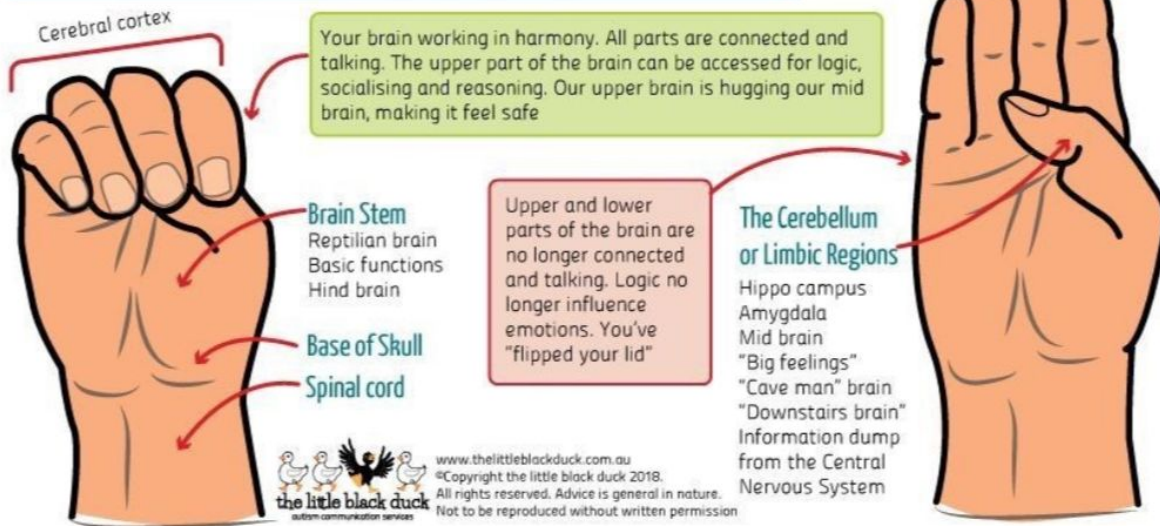 Cerebral cortex
Your brain working in harmony. All parts are connected and
talking. The upper part of the brain can be accessed for logic,
socialising and reasoning. Our upper brain is hugging our mid
brain, making it feel safe
Brain Stem
Reptilian brain
Basic functions
Hind brain
Base of Skull
Spinal cord
Upper and lower
parts of the brain are
no longer connected
and talking. Logic no
longer influence
emotions. You've
"flipped your lid"
The Cerebellum
or Limbic Regions
Hippo campus
Amygdala
Mid brain
"Big feelings"
"Cave man" brain
"Downstairs brain"
Information dump
from the Central
Nervous System
the little black duck
autism communication services
www.thelittleblackduck.com.au
©Copyright the little black duck 2018.
All rights reserved. Advice is general in nature.
Not to be reproduced without written permission